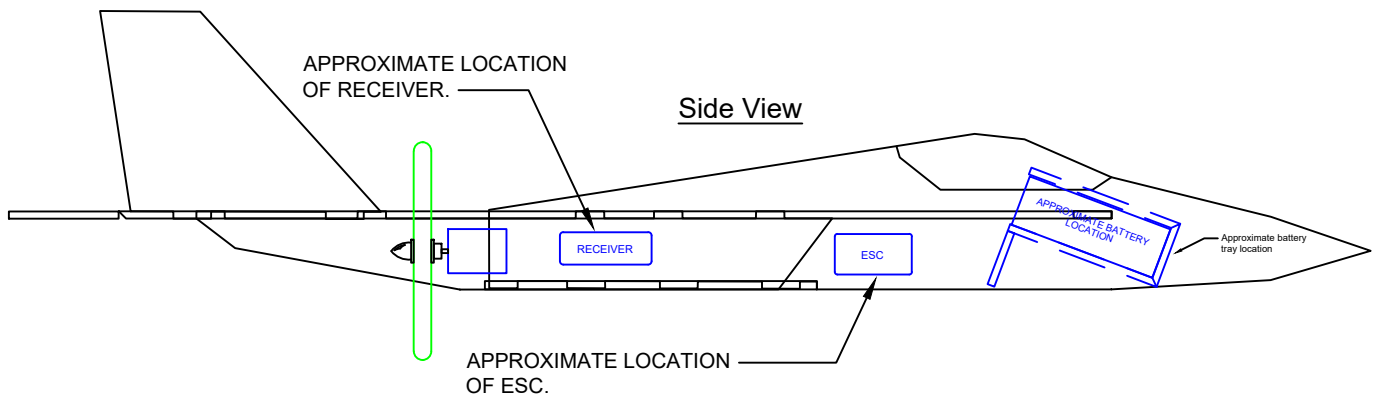 APPROXIMATE LOCATION
OF RECEIVER.
Side View
APPROXIMATE BATTERY
LOCATION
RECEIVER
ESC
Approximate battery
tray location
APPROXIMATE LOCATION
OF ESC.